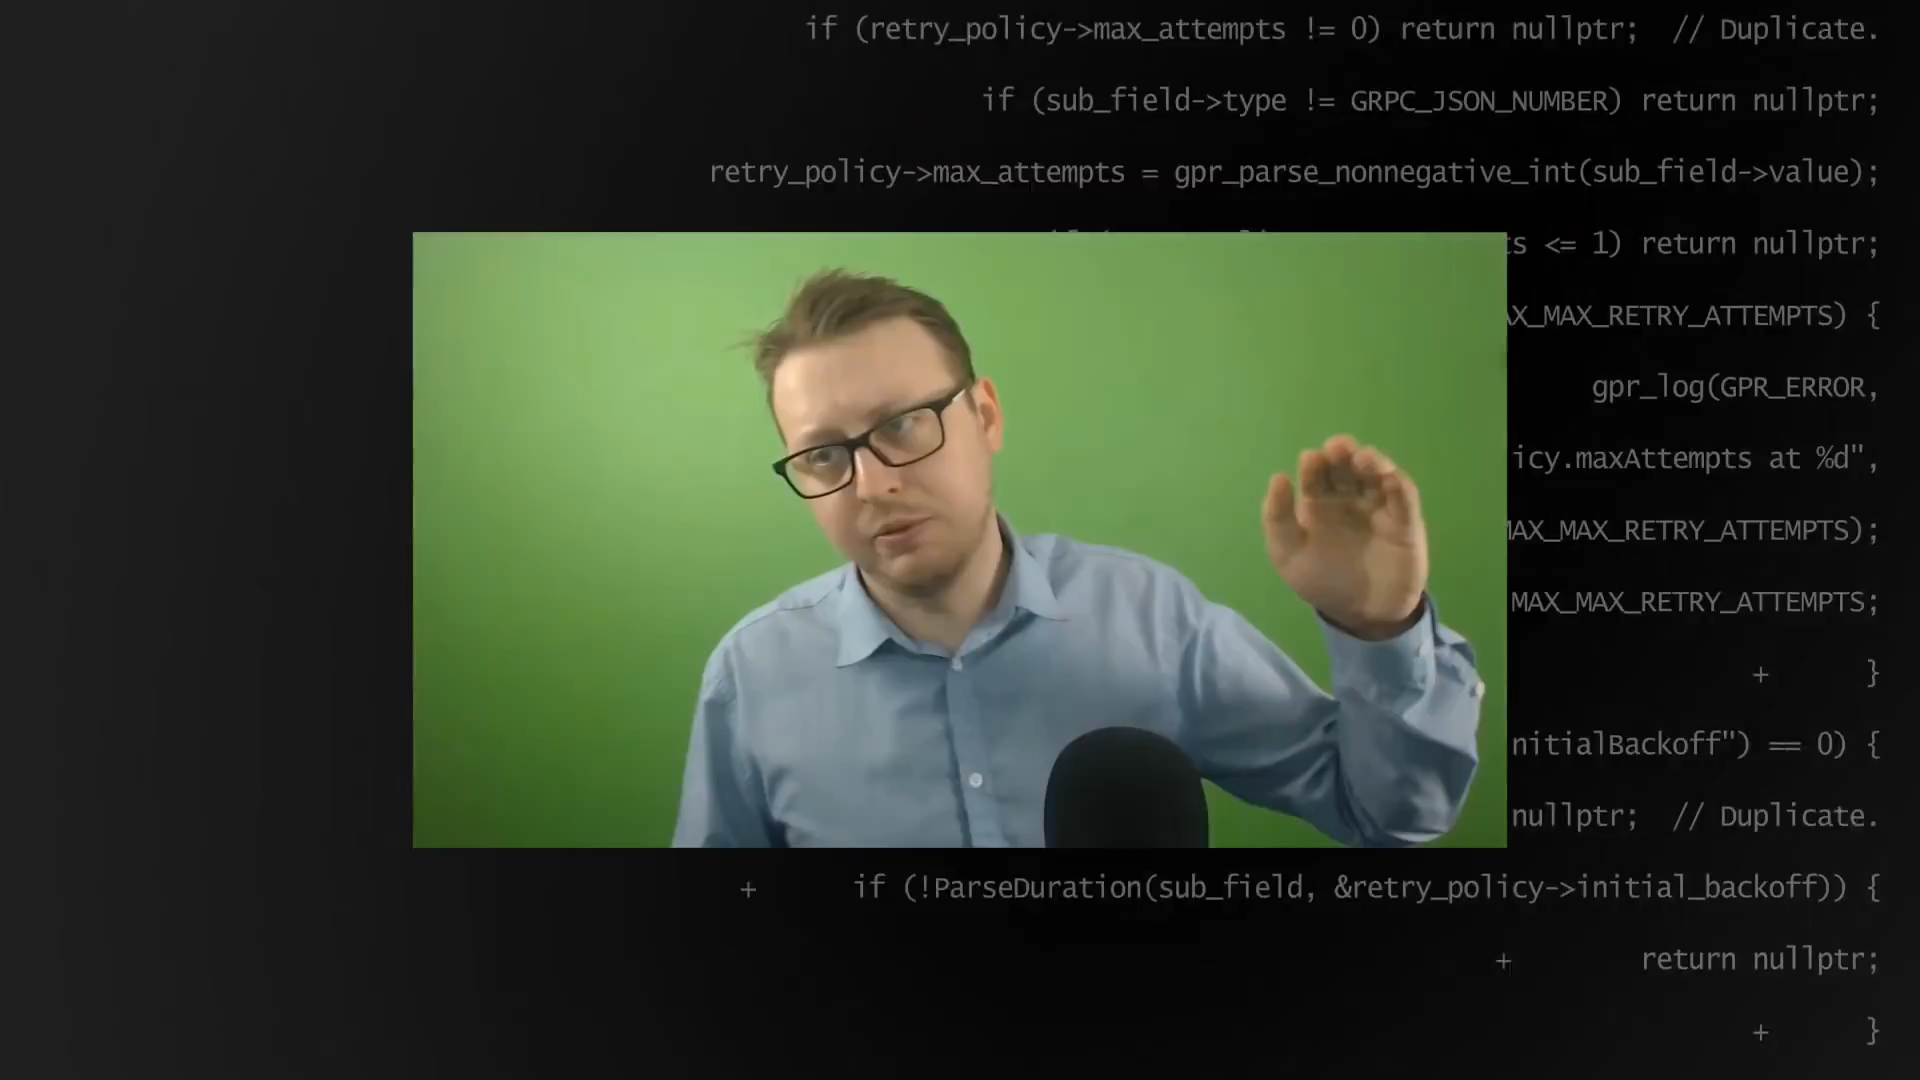 if (retry_policy->max_attempts != 0) return nullptr;  // Duplicate.
if (sub_field->type != GRPC_JSON_NUMBER) return nullptr;
retry_policy->max_attempts = gpr_parse_nonnegative_int(sub_field->value);
<= 1) return nullptr;
_MAX_RETRY_ATTEMPTS) {
gpr_log(GPR_ERROR,
icy.maxAttempts at %d",
_MAX_RETRY_ATTEMPTS);
MAX_MAX_RETRY_ATTEMPTS;
+      }
nitialBackoff") == 0) {
nullptr;  // Duplicate.
+      if (!ParseDuration(sub_field, &retry_policy->initial_backoff)) {
+        return nullptr;
+      }